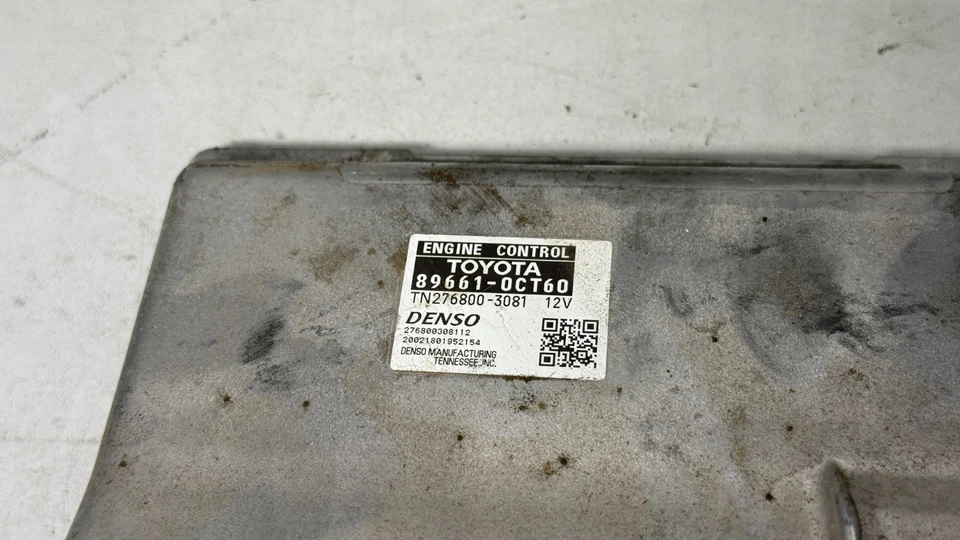 ENGINE CONTROL
TOYOTA
89661-0CT60
TN276800-3081 12V
DENSO
276800308112
20021801952154
DENSO MANUFACTURING
TENNESSEE,INC.